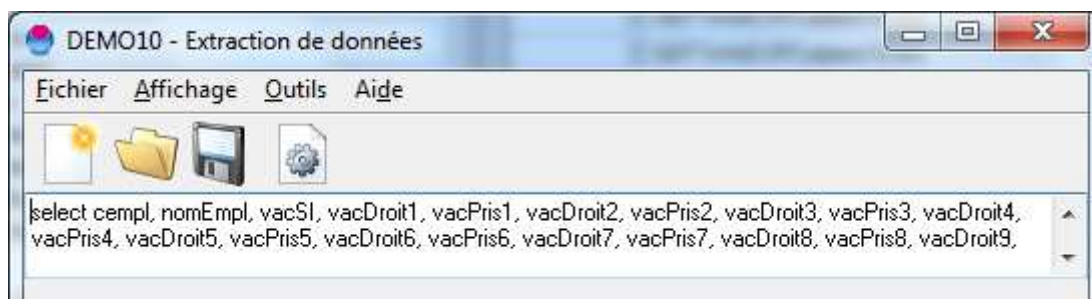 DEMO10 - Extraction de données
Fichier Affichage Outils Aide
select cempl, nomEmpl, vacSI, vacDroit1, vacPris1, vacDroit2, vacPris2, vacDroit3, vacPris3, vacDroit4,
vacPris4, vacDroit5, vacPris5, vacDroit6, vacPris6, vacDroit7, vacPris7, vacDroit8, vacPris8, vacDroit9,